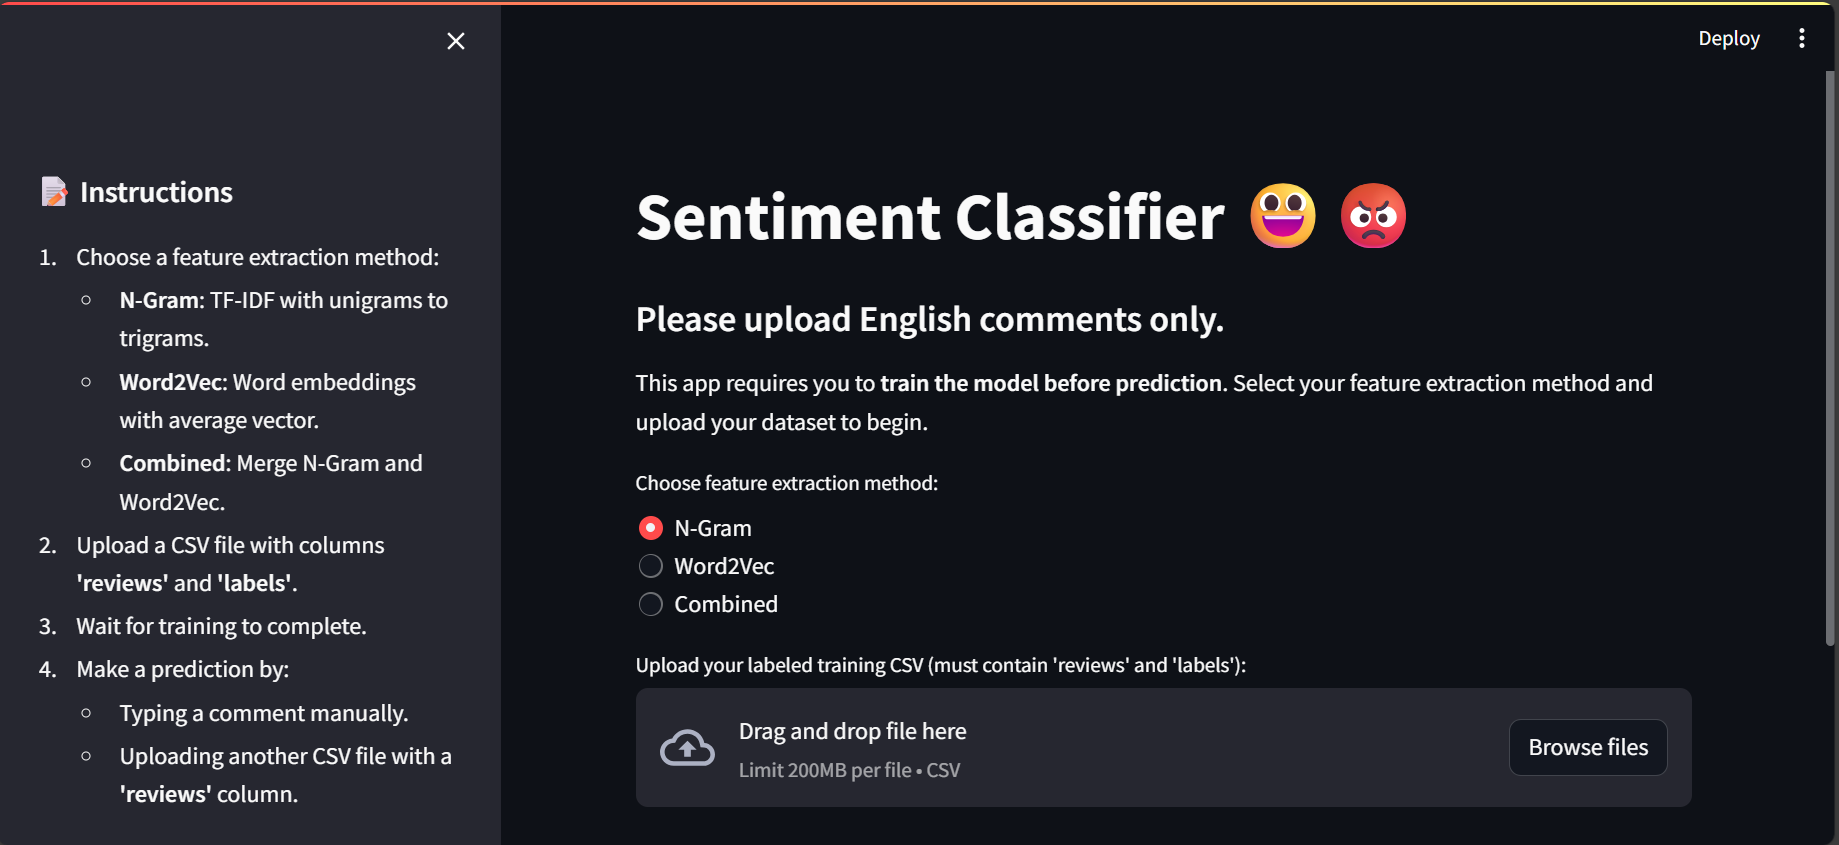 Deploy
📝 Instructions
1. Choose a feature extraction method:
○ N-Gram: TF-IDF with unigrams to
trigrams.
○ Word2Vec: Word embeddings
with average vector.
○ Combined: Merge N-Gram and
Word2Vec.
2. Upload a CSV file with columns
'reviews' and 'labels'.
3. Wait for training to complete.
4. Make a prediction by:
○ Typing a comment manually.
○ Uploading another CSV file with a
'reviews' column.
Sentiment Classifier 😃 😡
Please upload English comments only.
This app requires you to train the model before prediction. Select your feature extraction method and
upload your dataset to begin.
Choose feature extraction method:
N-Gram
Word2Vec
Combined
Upload your labeled training CSV (must contain 'reviews' and 'labels'):
Drag and drop file here
Limit 200MB per file • CSV
Browse files